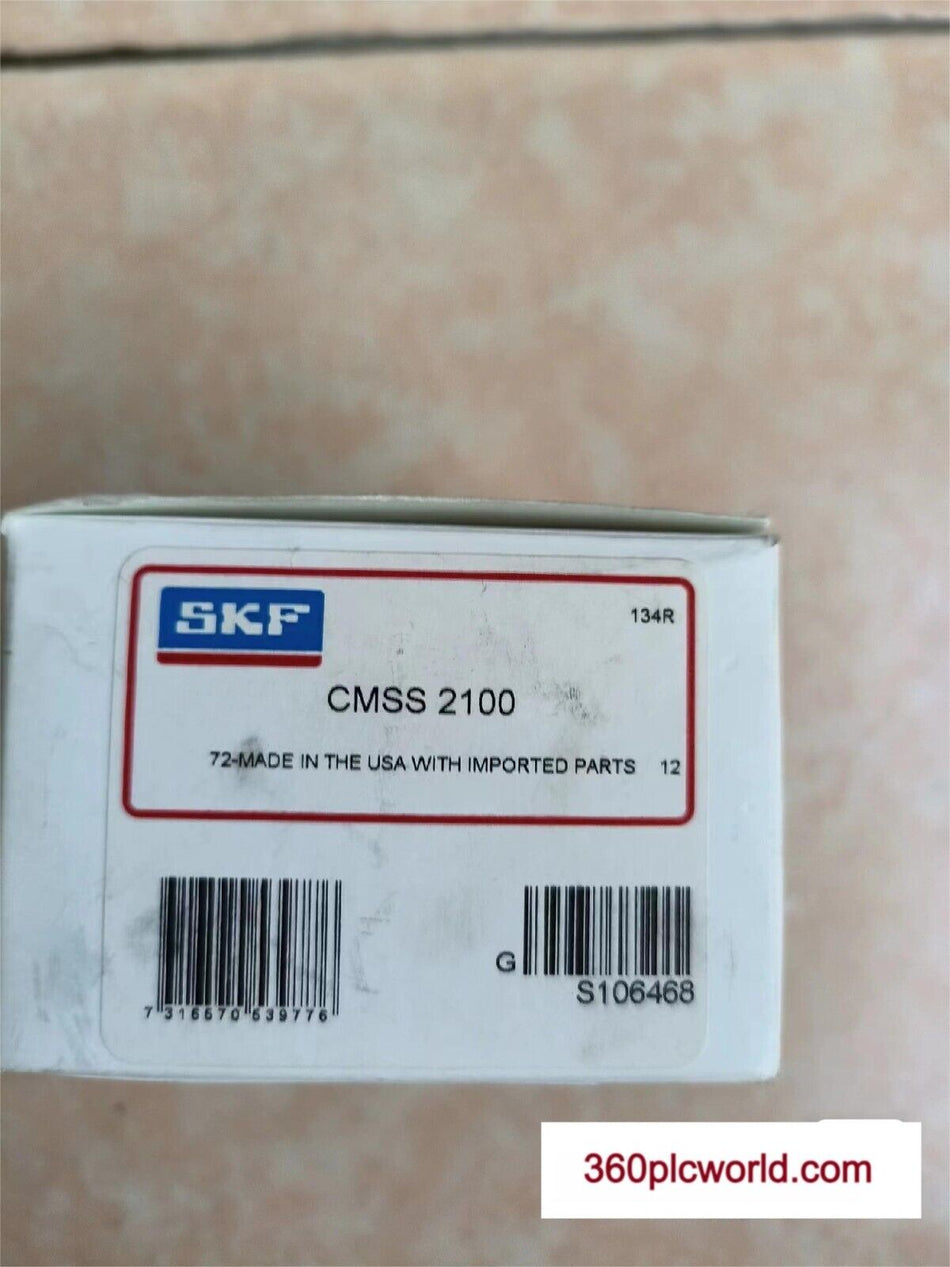 SKF
134R
CMSS 2100
72-MADE IN THE USA WITH IMPORTED PARTS 12
7 316570 539776
G
S106468
360plcworld.com